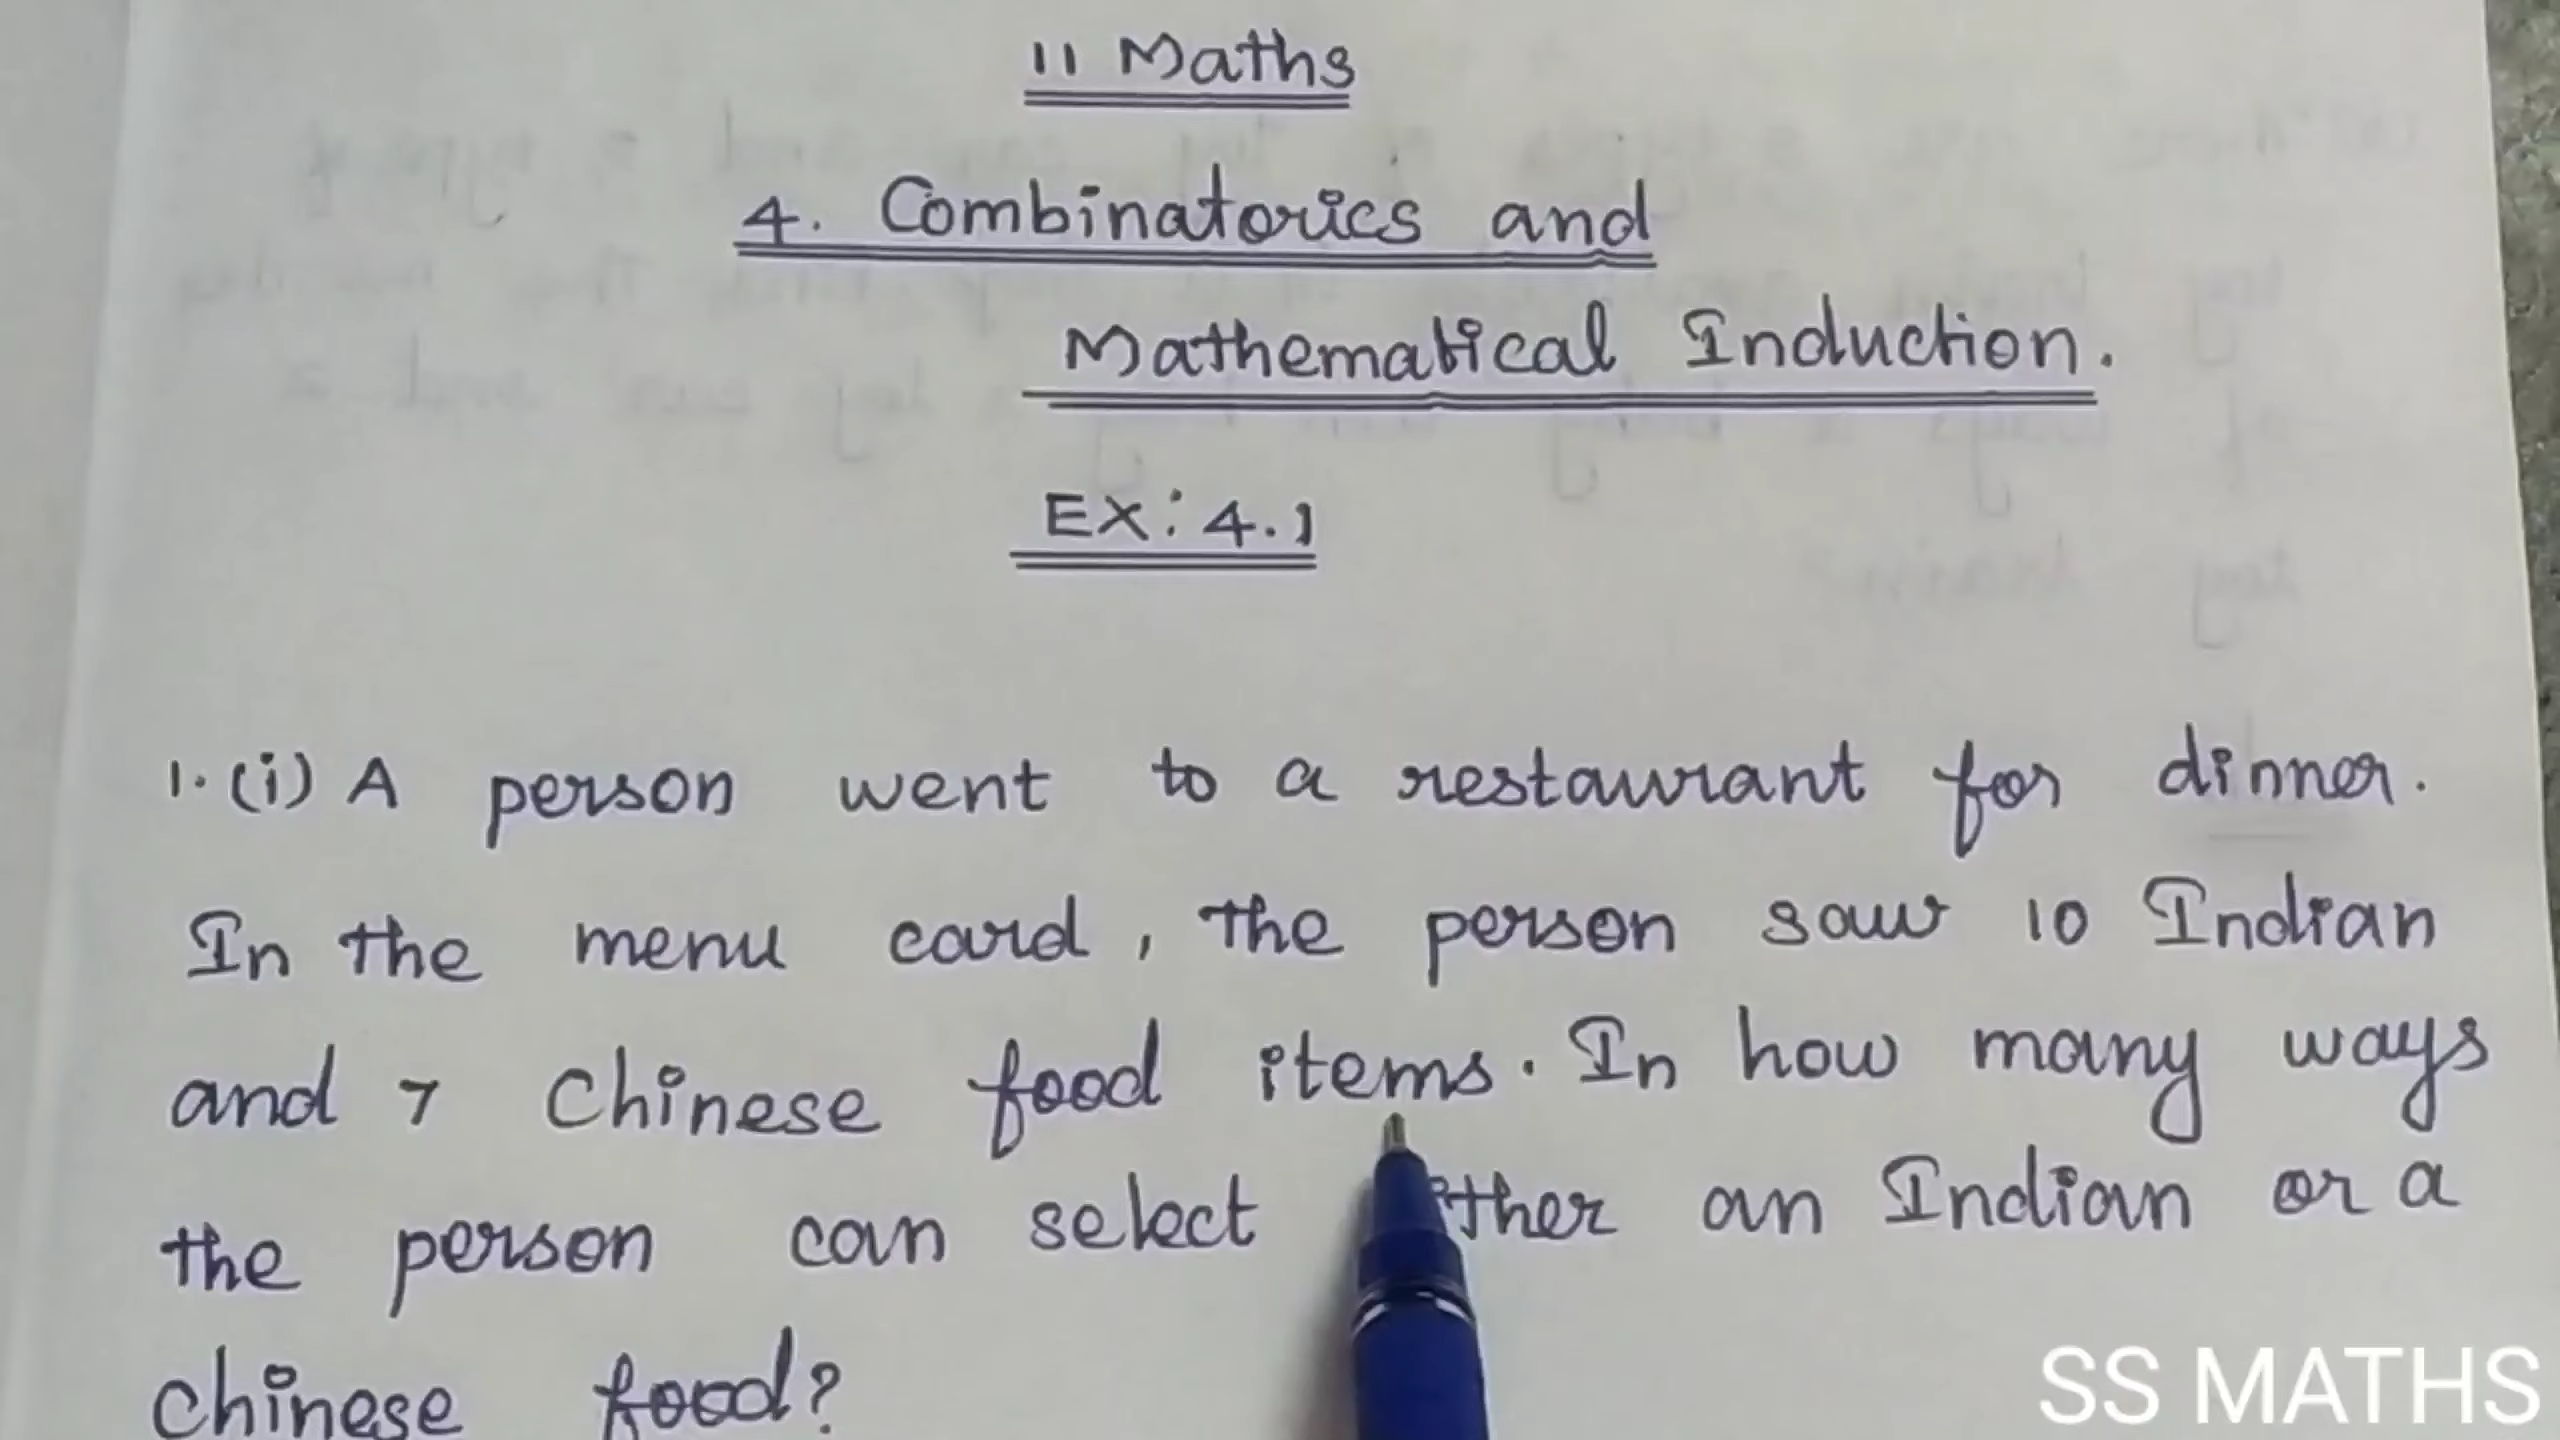 11 Maths
4. Combinatorics and
Mathematical Induction.
EX: 4.1
1. (i) A person went to a restaurant for dinner.
In the menu card, the person saw 10 Indian
and 7 Chinese food items. In how many ways
the person can select either an Indian or a
Chinese food?
SS MATHS